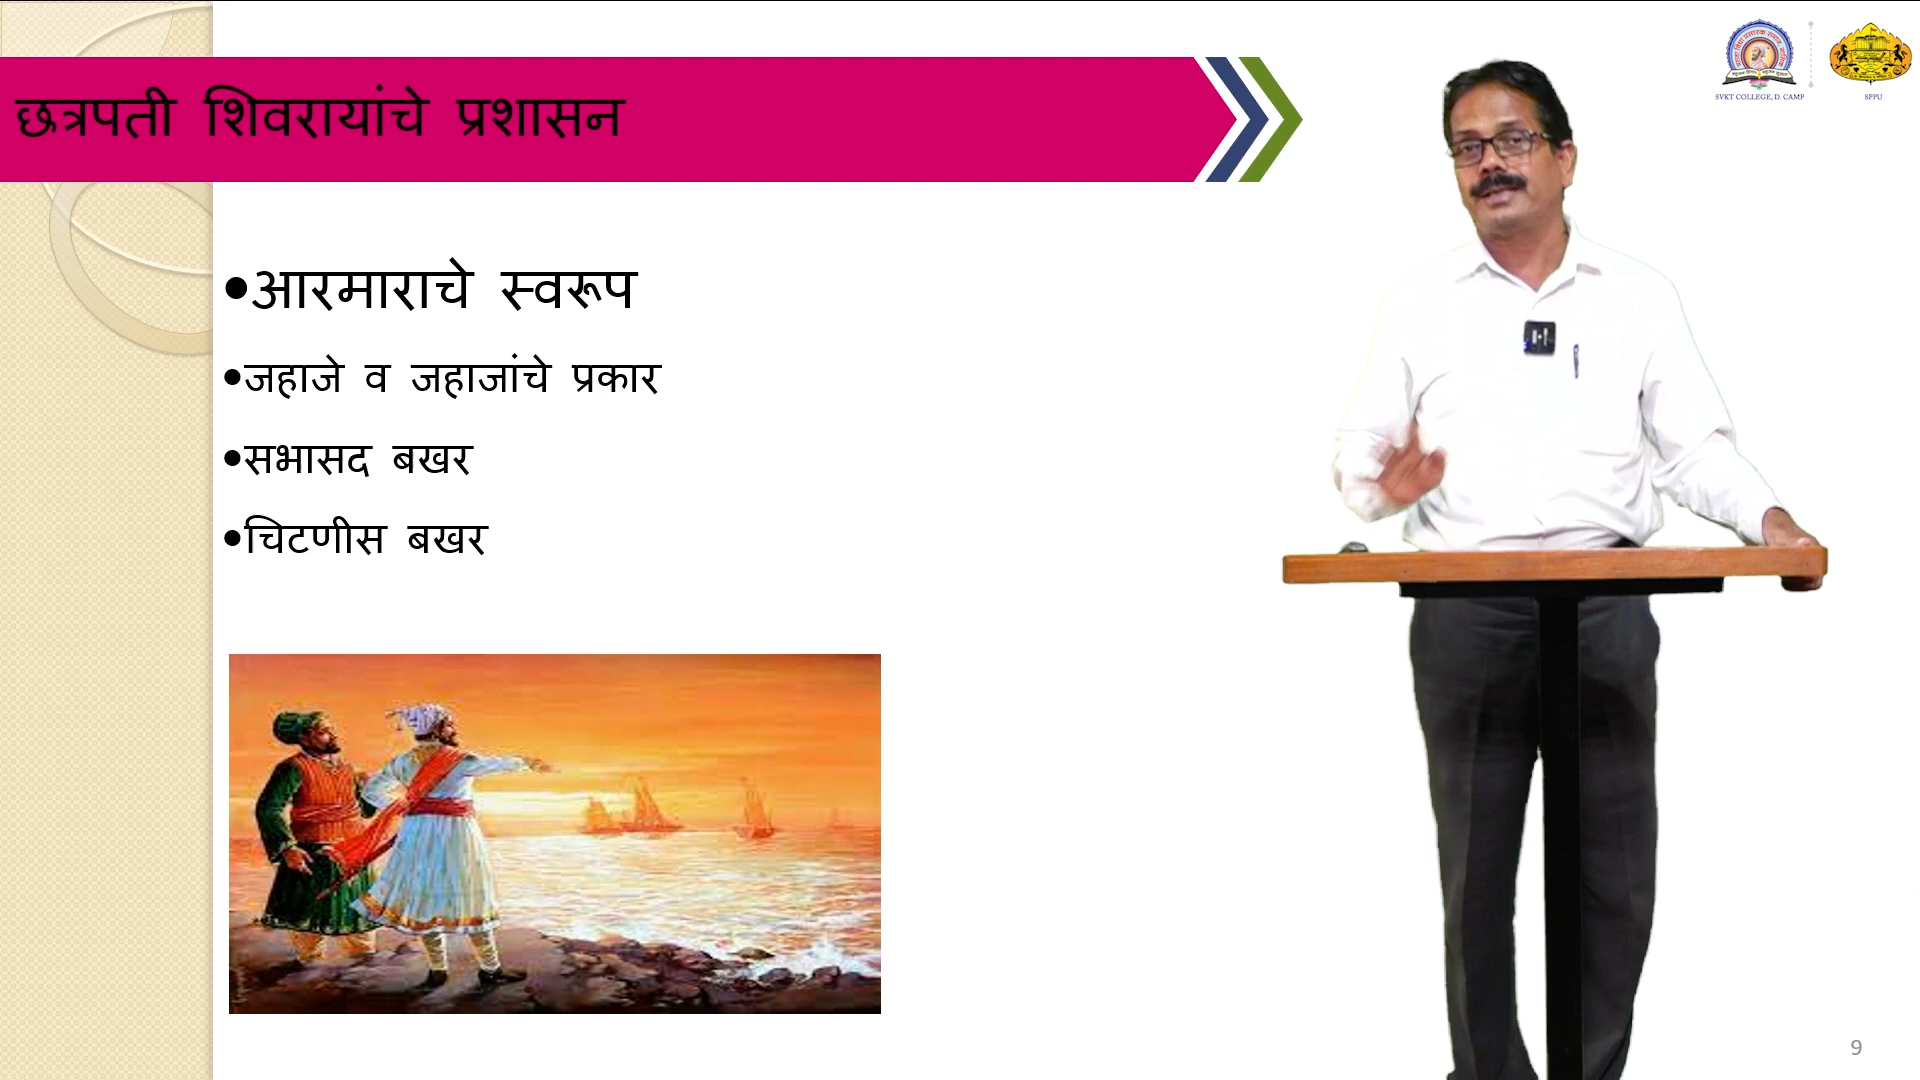 छत्रपती शिवरायांचे प्रशासन
SVKT COLLEGE, D. CAMP
SPPU
•आरमाराचे स्वरूप
•जहाजे व जहाजांचे प्रकार
•सभासद बखर
•चिटणीस बखर
9